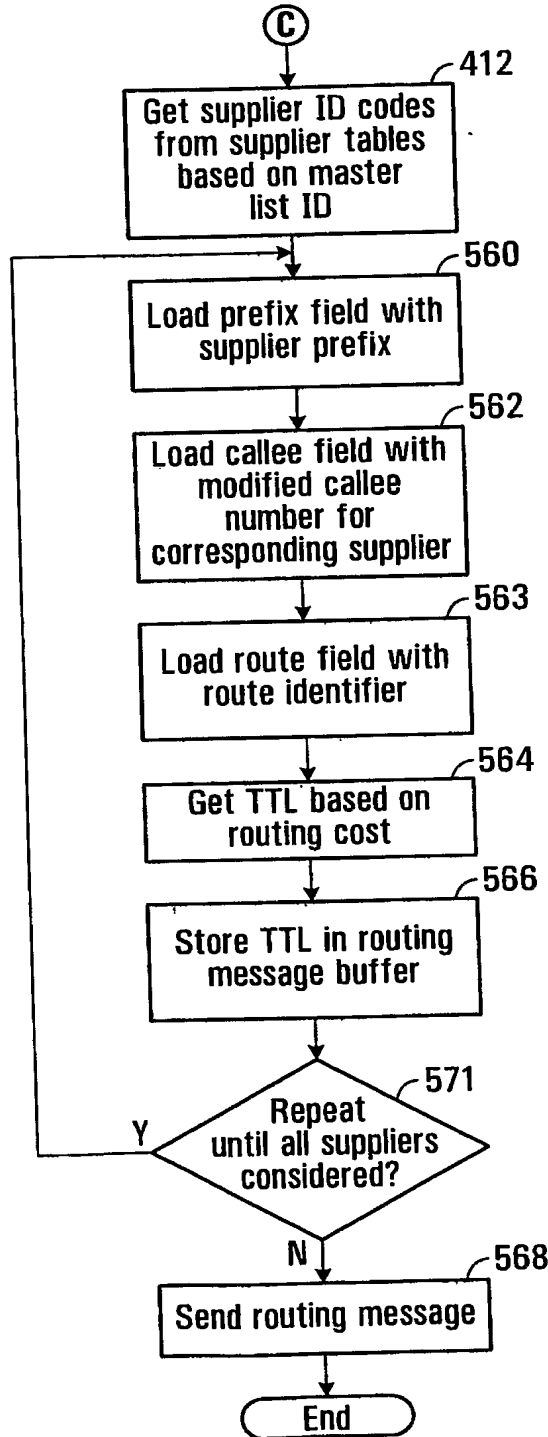 C
412
Get supplier ID codes
from supplier tables
based on master
list ID
560
Load prefix field with
supplier prefix
562
Load callee field with
modified callee
number for
corresponding supplier
563
Load route field with
route identifier
564
Get TTL based on
routing cost
566
Store TTL in routing
message buffer
571
Repeat
until all suppliers
considered?
Y
N
568
Send routing message
End